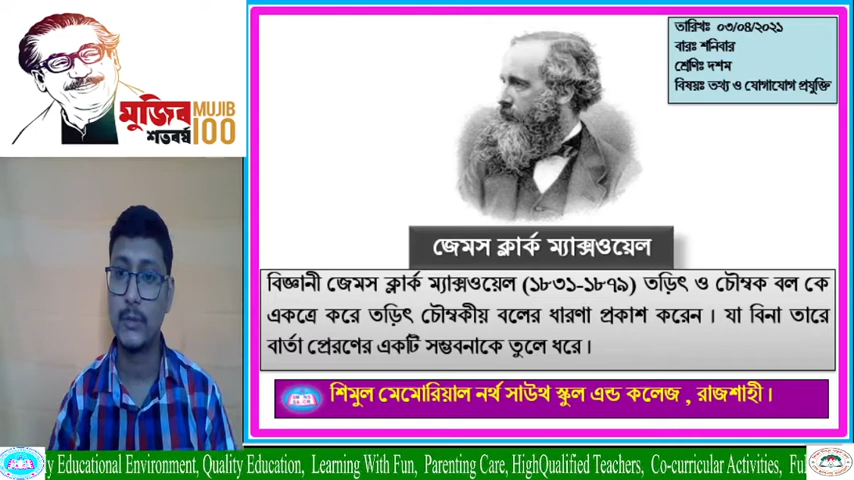 মুজিব
শতবর্ষ
MUJIB
100
তারিখঃ ০৩/০৪/২০২১
বারঃ শনিবার
শ্রেণিঃ দশম
বিষয়ঃ তথ্য ও যোগাযোগ প্রযুক্তি
জেমস ক্লার্ক ম্যাক্সওয়েল
বিজ্ঞানী জেমস ক্লার্ক ম্যাক্সওয়েল (১৮৩১-১৮৭৯) তড়িৎ ও চৌম্বক বল কে
একত্রে করে তড়িৎ চৌম্বকীয় বলের ধারণা প্রকাশ করেন। যা বিনা তারে
বার্তা প্রেরণের একটি সম্ভবনাকে তুলে ধরে।
শিমুল মেমোরিয়াল নর্থ সাউথ স্কুল এন্ড কলেজ , রাজশাহী।
y Educational Environment, Quality Education, Learning With Fun, Parenting Care, HighQualified Teachers, Co-curricular Activities, Fu